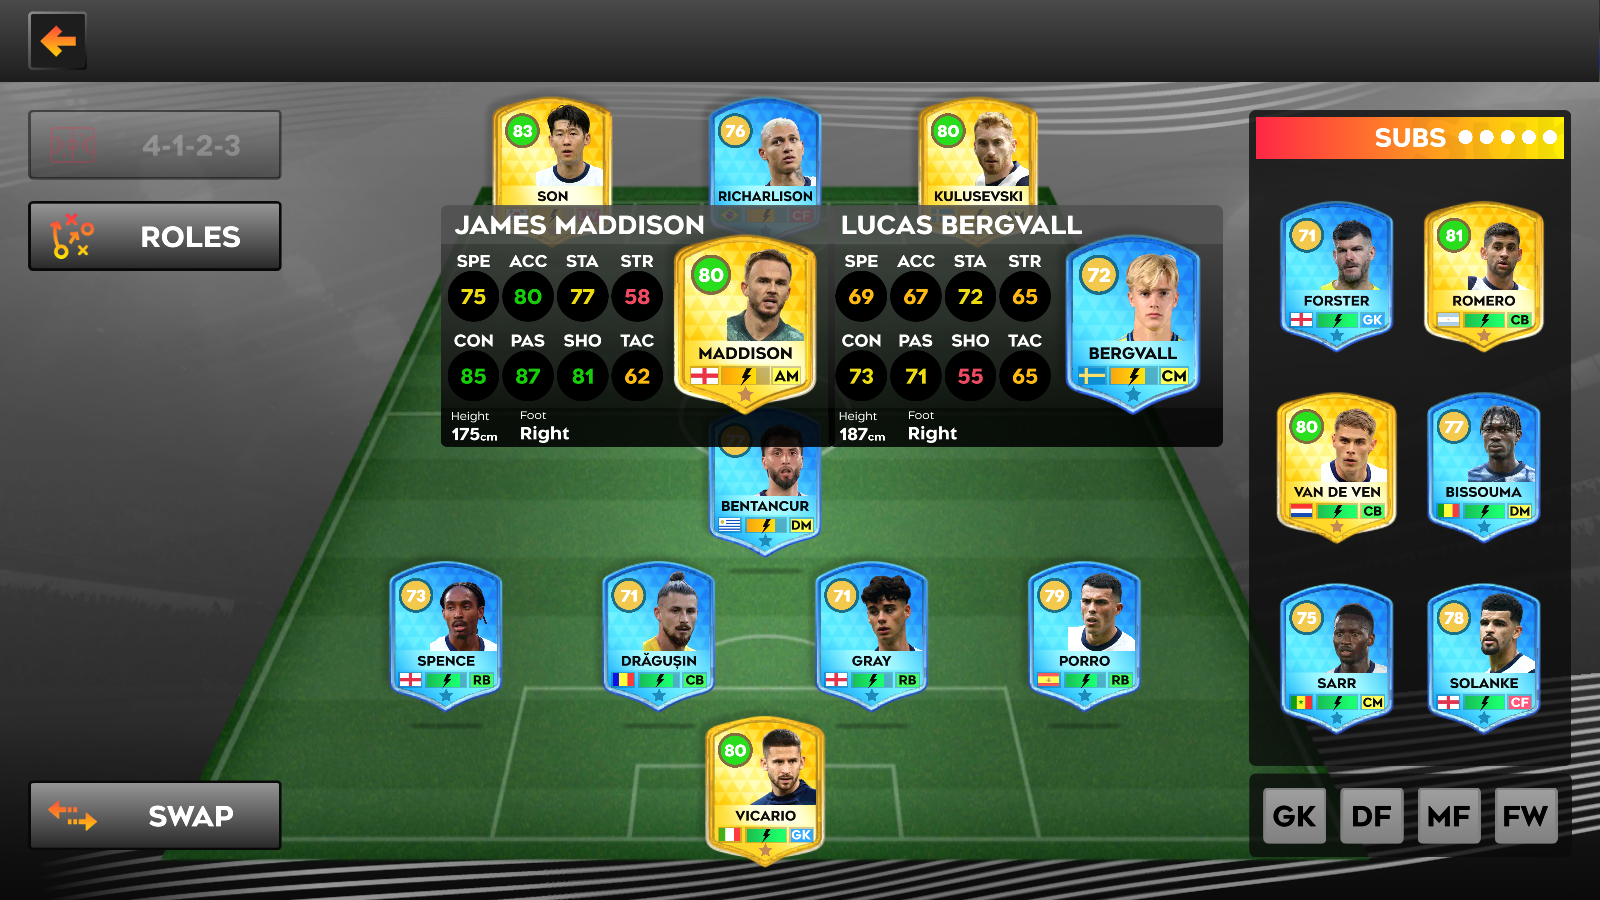 4-1-2-3
ROLES
SWAP
83
SON
76
RICHARLISON
CF
80
KULUSEVSKI
JAMES MADDISON
SPE ACC STA STR
75 80 77 58
CON PAS SHO TAC
85 87 81 62
Height Foot
175cm Right
80
MADDISON
AM
LUCAS BERGVALL
SPE ACC STA STR
69 67 72 65
CON PAS SHO TAC
73 71 55 65
Height Foot
187cm Right
72
BERGVALL
CM
77
BENTANCUR
DM
73
SPENCE
RB
71
DRĂGUȘIN
CB
71
GRAY
RB
79
PORRO
RB
80
VICARIO
GK
SUBS
71
FORSTER
GK
81
ROMERO
CB
80
VAN DE VEN
CB
77
BISSOUMA
DM
75
SARR
CM
78
SOLANKE
CF
GK DF MF FW